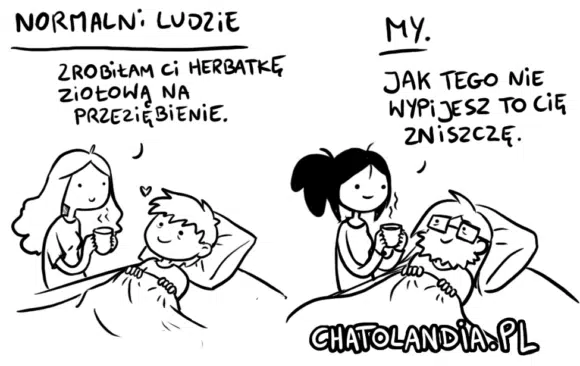 NORMALNI LUDZIE
ZROBIŁAM CI HERBATKĘ
ZIOŁOWĄ NA
PRZEZIĘBIENIE.
MY.
JAK TEGO NIE
WYPIJESZ TO CIĘ
ZNISZCZĘ.
CHATOLANDIA.PL